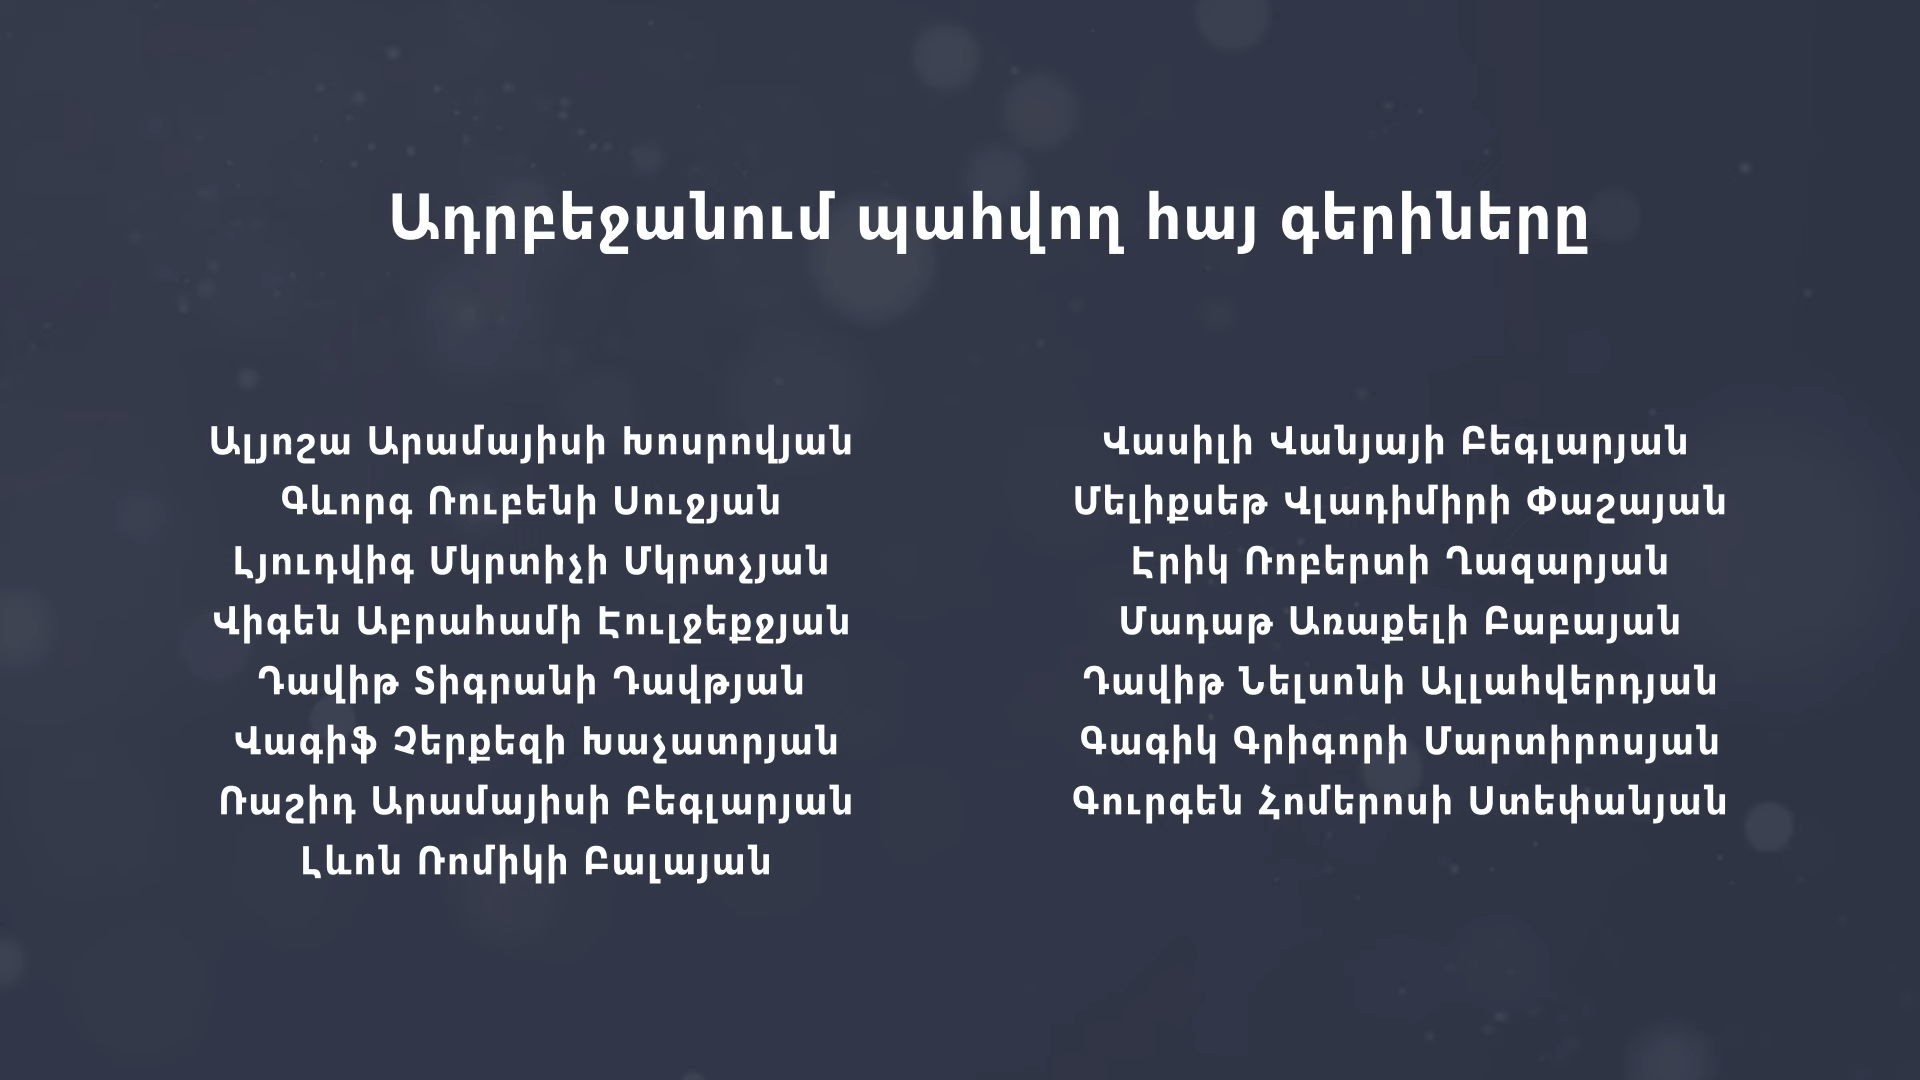 Ադրբեջանում պահվող հայ գերիները
Ալյոշա Արամայիսի Խոսրովյան
Գևորգ Ռուբենի Սուջյան
Լյուդվիգ Մկրտիչի Մկրտչյան
Վիգեն Աբրահամի Էուլջեքջյան
Դավիթ Տիգրանի Դավթյան
Վագիֆ Չերքեզի Խաչատրյան
Ռաշիդ Արամայիսի Բեգլարյան
Լևոն Ռոմիկի Բալայան
Վասիլի Վանյայի Բեգլարյան
Մելիքսեթ Վլադիմիրի Փաշայան
Էրիկ Ռոբերտի Ղազարյան
Մադաթ Առաքելի Բաբայան
Դավիթ Նելսոնի Ալլահվերդյան
Գագիկ Գրիգորի Մարտիրոսյան
Գուրգեն Հոմերոսի Ստեփանյան